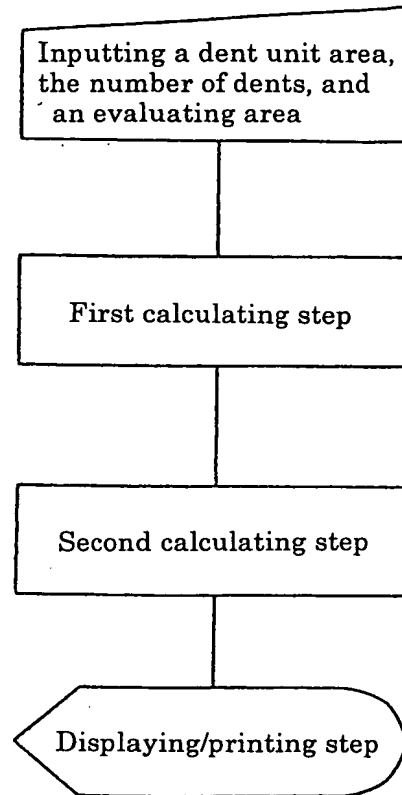 Inputting a dent unit area,
the number of dents, and
an evaluating area
First calculating step
Second calculating step
Displaying/printing step